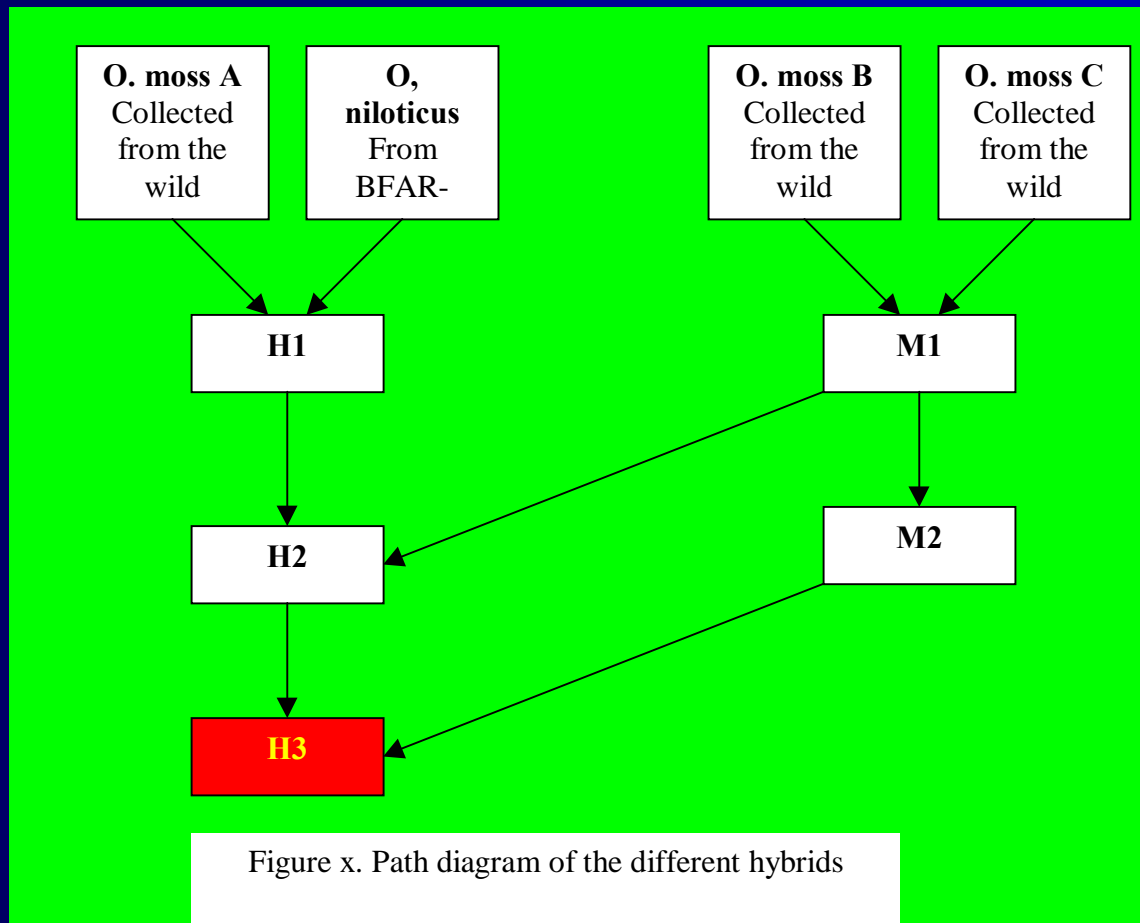 O. moss A
Collected
from the
wild
O,
niloticus
From
BFAR-
O. moss B
Collected
from the
wild
O. moss C
Collected
from the
wild
H1
M1
H2
M2
H3
Figure x. Path diagram of the different hybrids